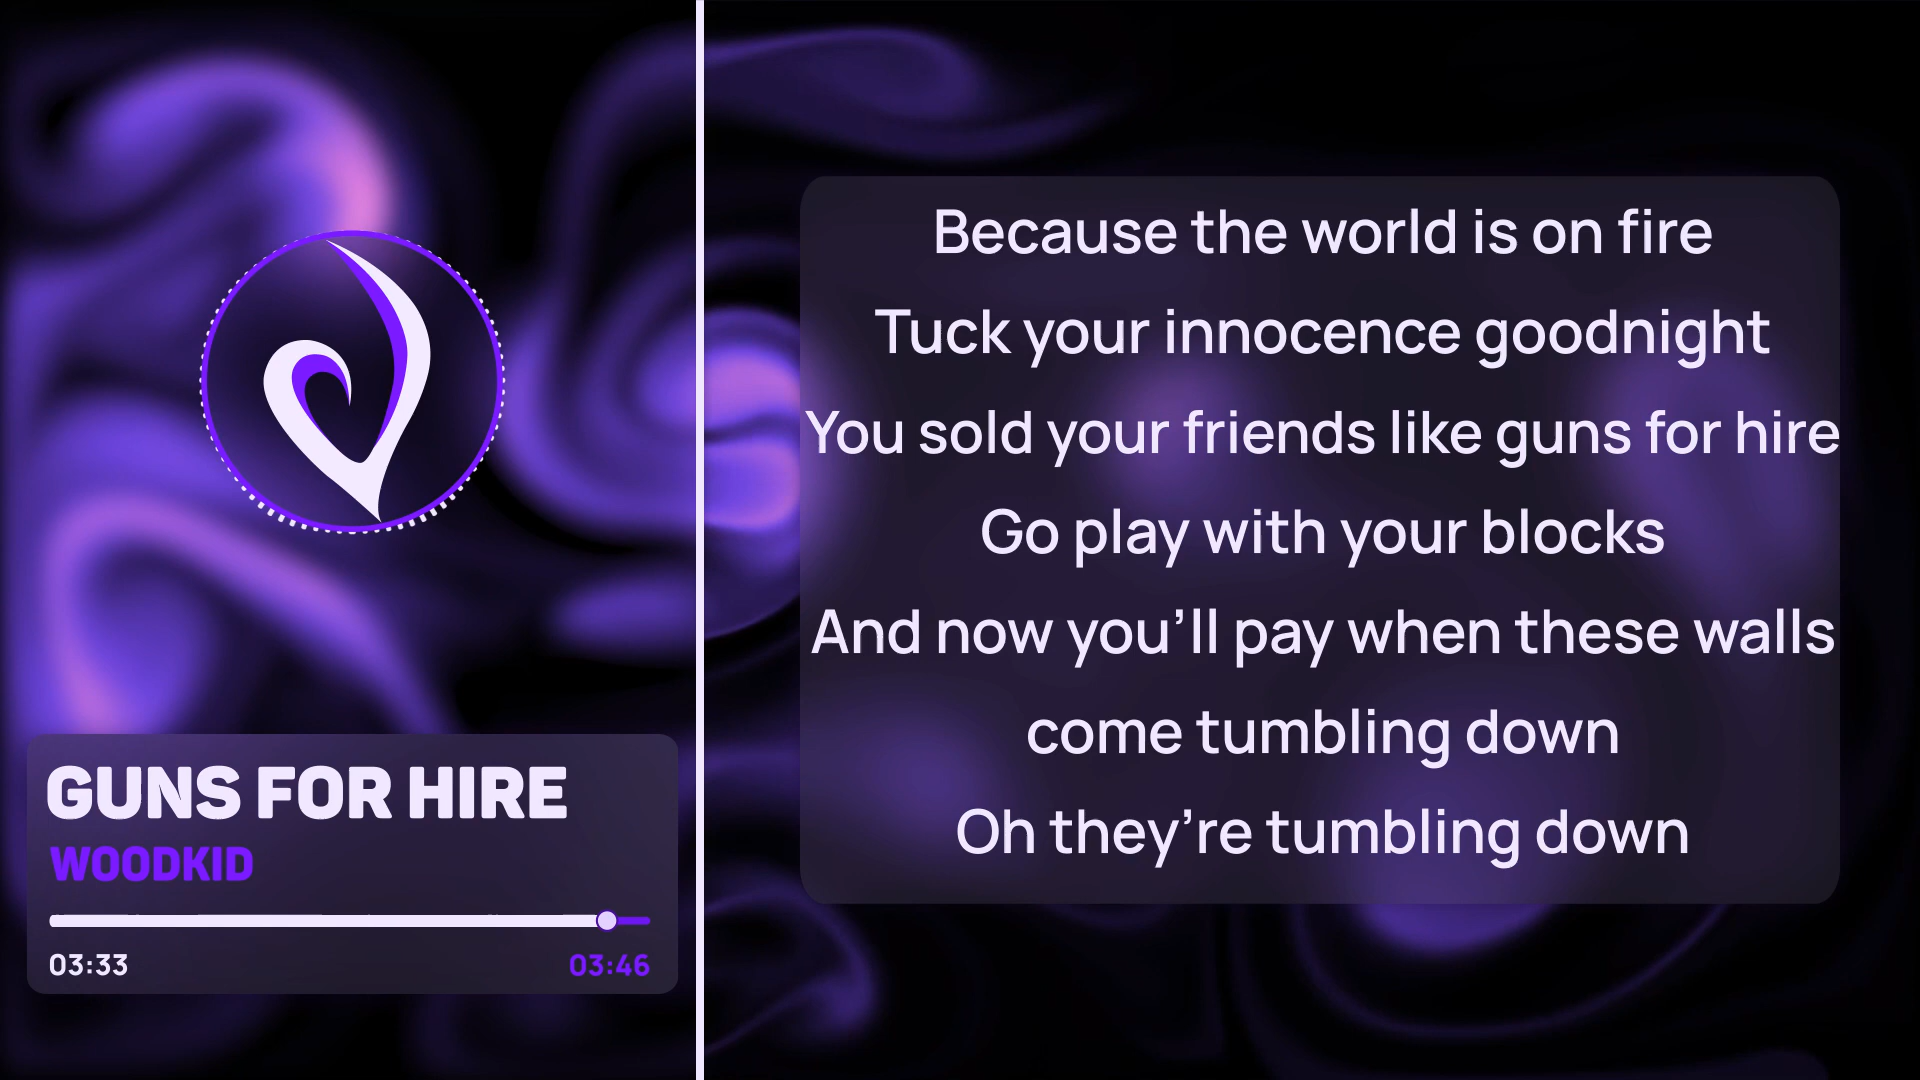 GUNS FOR HIRE
WOODKID
03:33
03:46
Because the world is on fire
Tuck your innocence goodnight
You sold your friends like guns for hire
Go play with your blocks
And now you’ll pay when these walls
come tumbling down
Oh they’re tumbling down